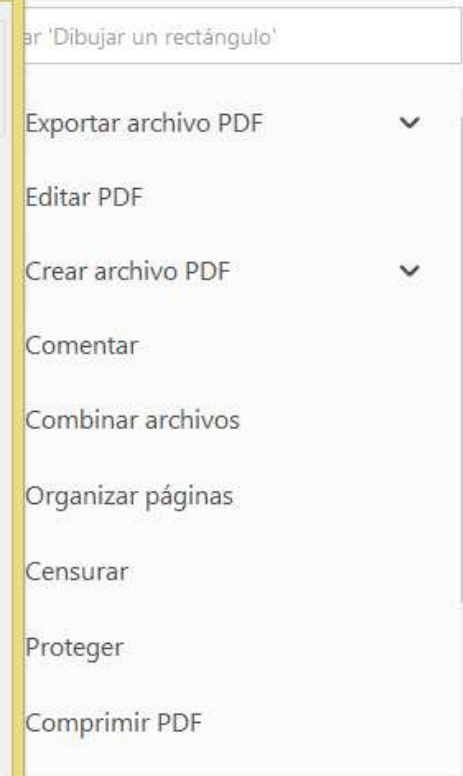 ar 'Dibujar un rectángulo'
Exportar archivo PDF
Editar PDF
Crear archivo PDF
Comentar
Combinar archivos
Organizar páginas
Censurar
Proteger
Comprimir PDF